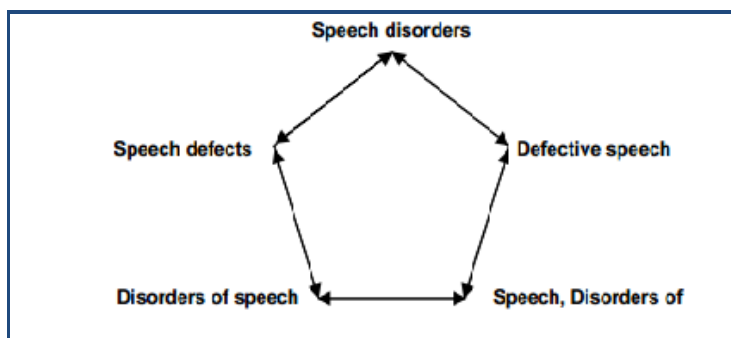 Speech disorders
Speech defects
Defective speech
Disorders of speech
Speech, Disorders of